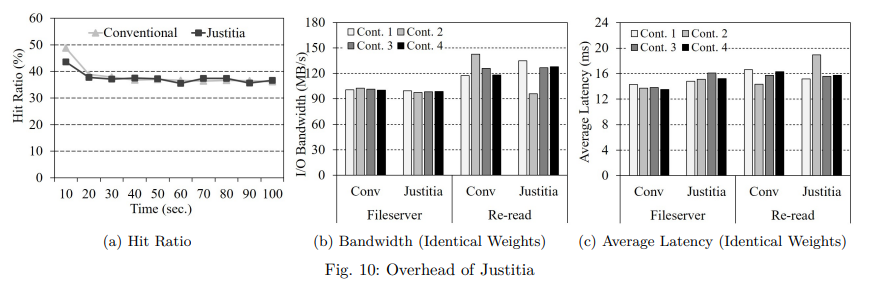 60
50
40
30
20
10
0
Hit Ratio (%)
Conventional
Justitia
10 20 30 40 50 60 70 80 90 100
Time (sec.)
(a) Hit Ratio
180
150
120
90
60
30
0
I/O Bandwidth (MB/s)
Cont. 1 Cont. 2
Cont. 3 Cont. 4
Conv Justitia Conv Justitia
Fileserver Re-read
(b) Bandwidth (Identical Weights)
24
20
16
12
8
4
0
Average Latency (ms)
Cont. 1 Cont. 2
Cont. 3 Cont. 4
Conv Justitia Conv Justitia
Fileserver Re-read
(c) Average Latency (Identical Weights)
Fig. 10: Overhead of Justitia